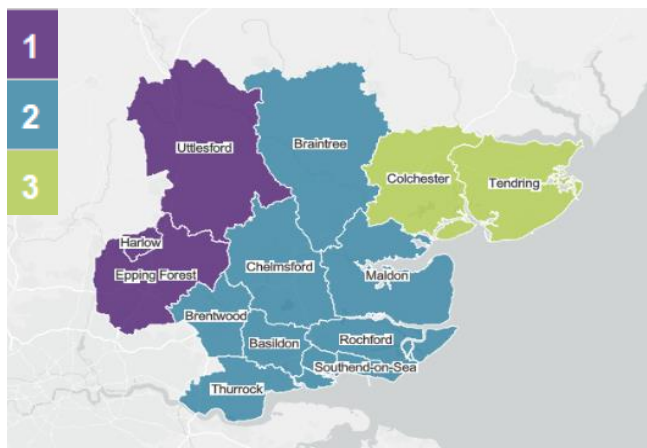 1
2
3
Uttlesford
Braintree
Colchester
Tendring
Harlow
Epping Forest
Chelmsford
Maldon
Brentwood
Basildon
Rochford
Southend-on-Sea
Thurrock